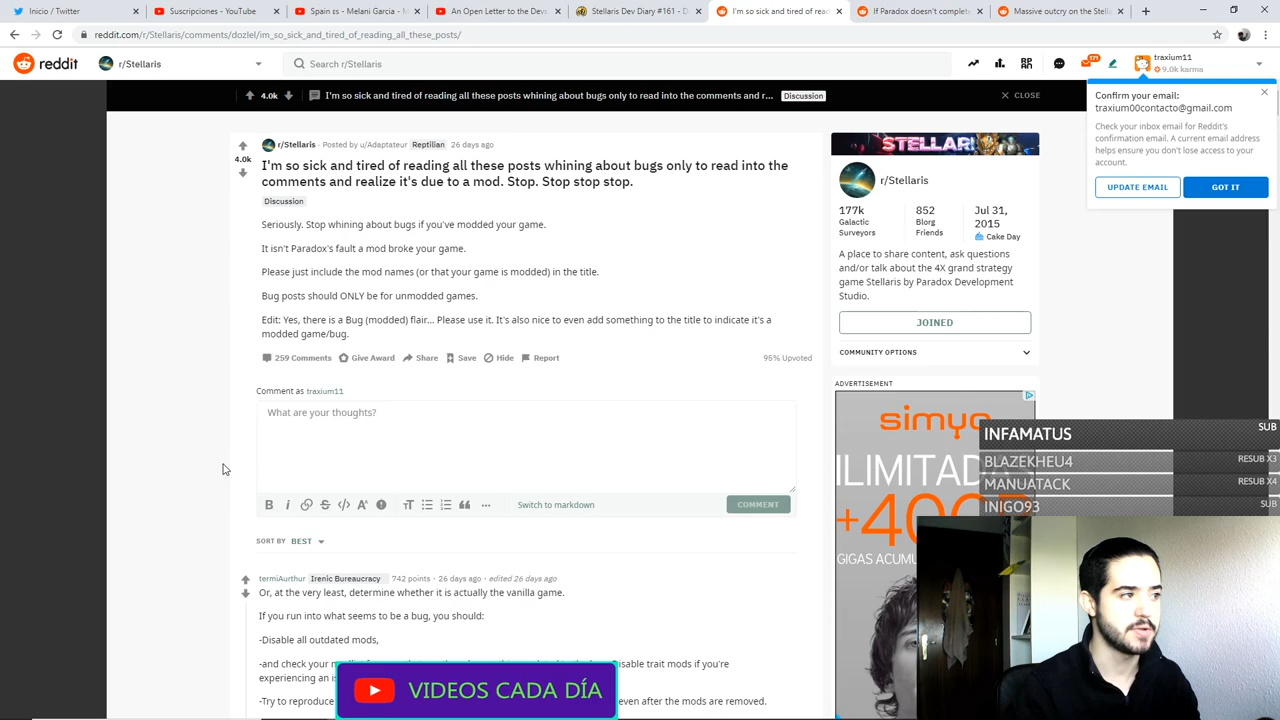 Inicio / Twitter
Suscripciones - YouTube
Spain cs - Melani Garcia -
An Open Letter to the Devs
Stellaris Dev Diary #161 - D
I'm so sick and tired of read
If Paradox doesn't complet
Massive outcry on the Stell
reddit.com/r/Stellaris/comments/dozlel/im_so_sick_and_tired_of_reading_all_these_posts/
reddit
r/Stellaris
Search r/Stellaris
traxium11
9.0k karma
4.0k
I'm so sick and tired of reading all these posts whining about bugs only to read into the comments and r...
Discussion
CLOSE
Confirm your email:
traxium00contacto@gmail.com
Check your inbox email for Reddit's
confirmation email. A current email address
helps ensure you don't lose access to your
account.
UPDATE EMAIL
GOT IT
r/Stellaris · Posted by u/Adaptateur Reptilian 26 days ago
4.0k
I'm so sick and tired of reading all these posts whining about bugs only to read into the
comments and realize it's due to a mod. Stop. Stop stop stop.
Discussion
Seriously. Stop whining about bugs if you've modded your game.
It isn't Paradox's fault a mod broke your game.
Please just include the mod names (or that your game is modded) in the title.
Bug posts should ONLY be for unmodded games.
Edit: Yes, there is a Bug (modded) flair... Please use it. It's also nice to even add something to the title to indicate it's a
modded game/bug.
259 Comments
Give Award
Share
Save
Hide
Report
95% Upvoted
Comment as traxium11
What are your thoughts?
Switch to markdown
COMMENT
SORT BY BEST
termiAurthur Irenic Bureaucracy 742 points · 26 days ago · edited 26 days ago
Or, at the very least, determine whether it is actually the vanilla game.
If you run into what seems to be a bug, you should:
-Disable all outdated mods,
-and check your
isable trait mods if you're
experiencing an
-Try to reproduce
even after the mods are removed.
STELLARI
r/Stellaris
177k
Galactic
Surveyors
852
Blorg
Friends
Jul 31,
2015
Cake Day
A place to share content, ask questions
and/or talk about the 4X grand strategy
game Stellaris by Paradox Development
Studio.
JOINED
COMMUNITY OPTIONS
ADVERTISEMENT
simyo
ILIMITADA
+400
GIGAS ACUMU
INFAMATUS SUB
BLAZEKHEU4 RESUB X3
MANUATACK RESUB X4
INIGO93 SUB
VIDEOS CADA DÍA